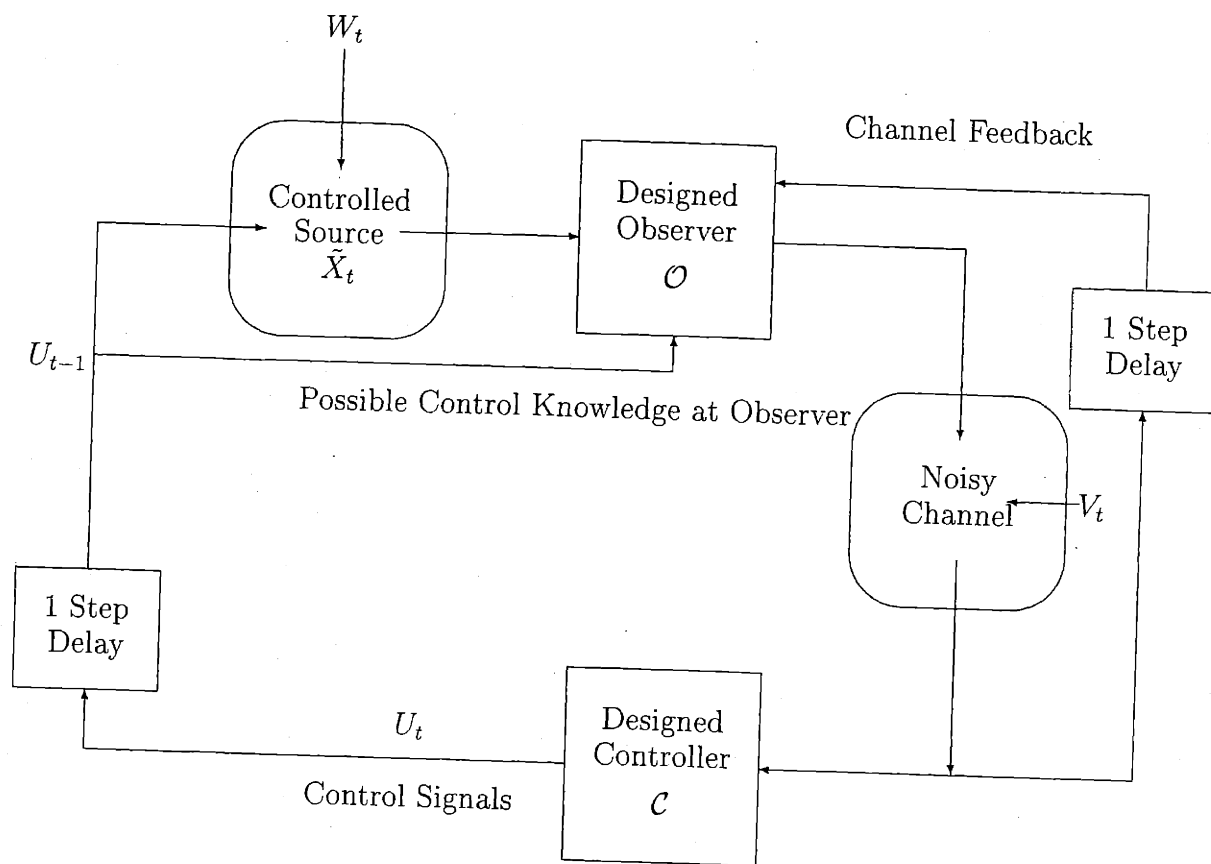 W_t
Channel Feedback
Controlled
Source
X̃_t
Designed
Observer
𝒪
1 Step
Delay
U_{t−1}
Possible Control Knowledge at Observer
Noisy
Channel
V_t
1 Step
Delay
U_t
Control Signals
Designed
Controller
𝒞